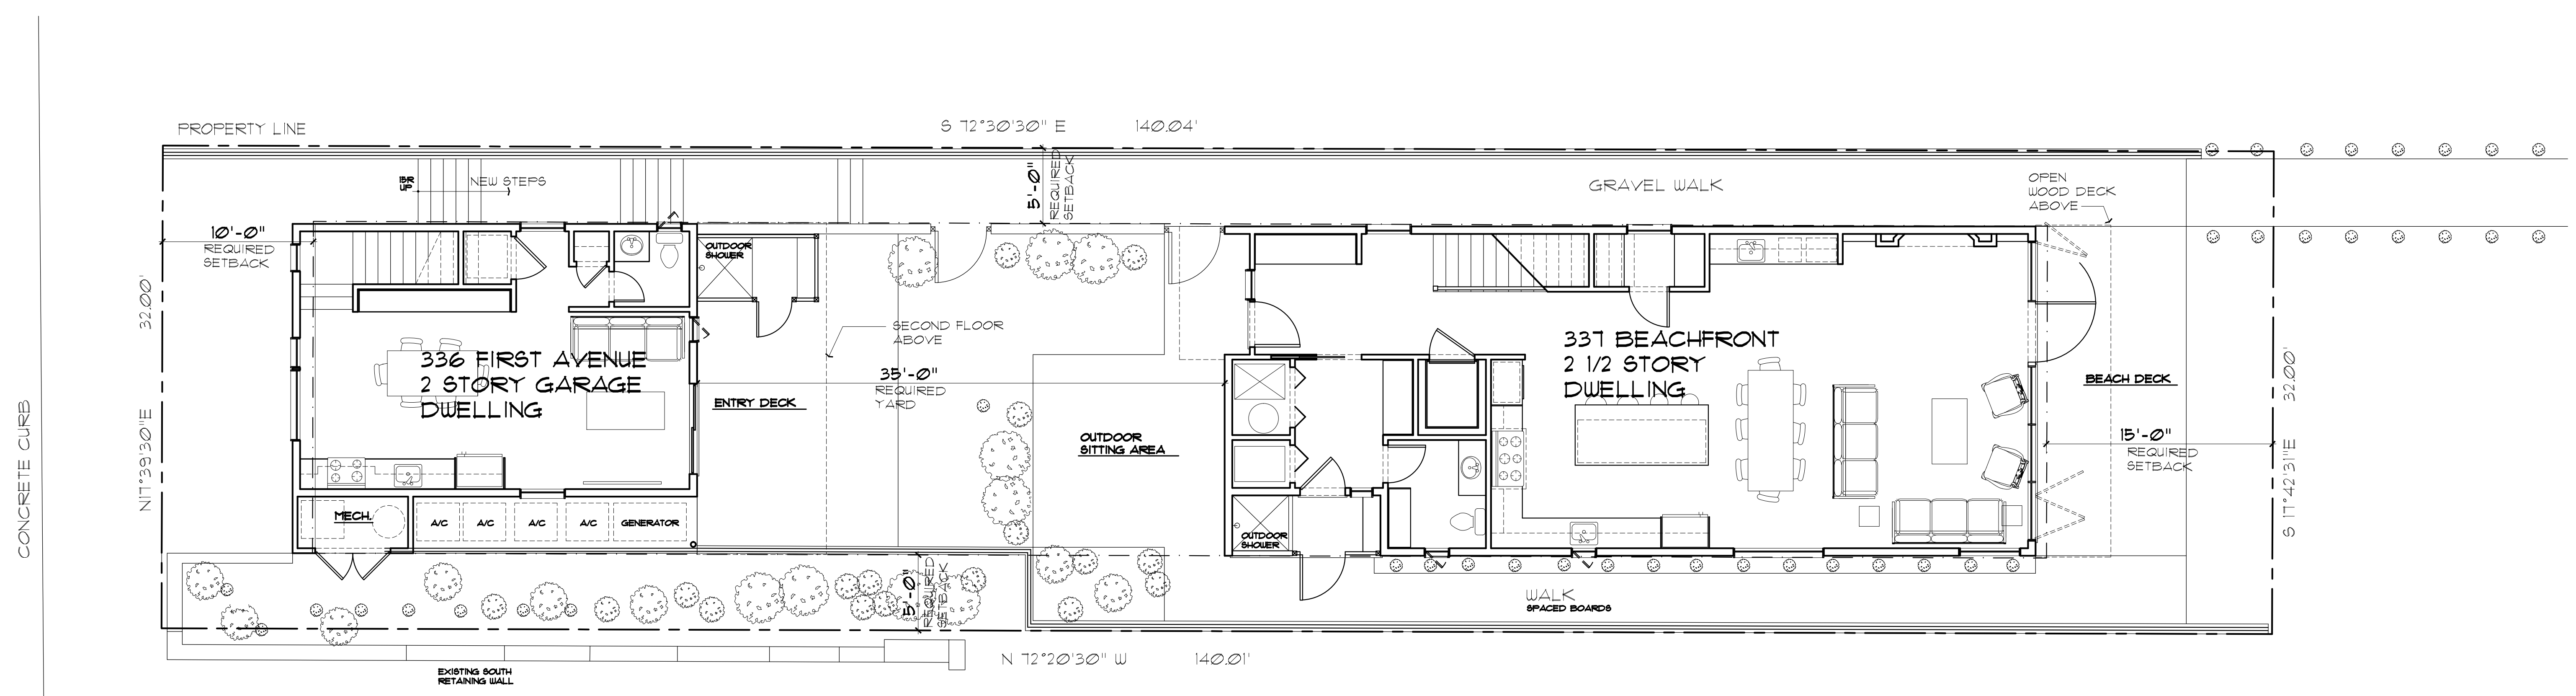 PROPERTY LINE
S 72°30'30" E 140.04'
15R
UP
NEW STEPS
5'-0"
REQUIRED
SETBACK
GRAVEL WALK
OPEN
WOOD DECK
ABOVE
10'-0"
REQUIRED
SETBACK
OUTDOOR
SHOWER
32.00'
N17°39'30"E
CONCRETE CURB
SECOND FLOOR
ABOVE
336 FIRST AVENUE
2 STORY GARAGE
DWELLING
35'-0"
REQUIRED
YARD
ENTRY DECK
337 BEACHFRONT
2 1/2 STORY
DWELLING
BEACH DECK
32.00'
S 17°42'31"E
OUTDOOR
SITTING AREA
15'-0"
REQUIRED
SETBACK
MECH.
A/C
A/C
A/C
A/C
GENERATOR
OUTDOOR
SHOWER
5'-0"
REQUIRED
SETBACK
WALK
SPACED BOARDS
N 72°20'30" W 140.01'
EXISTING SOUTH
RETAINING WALL